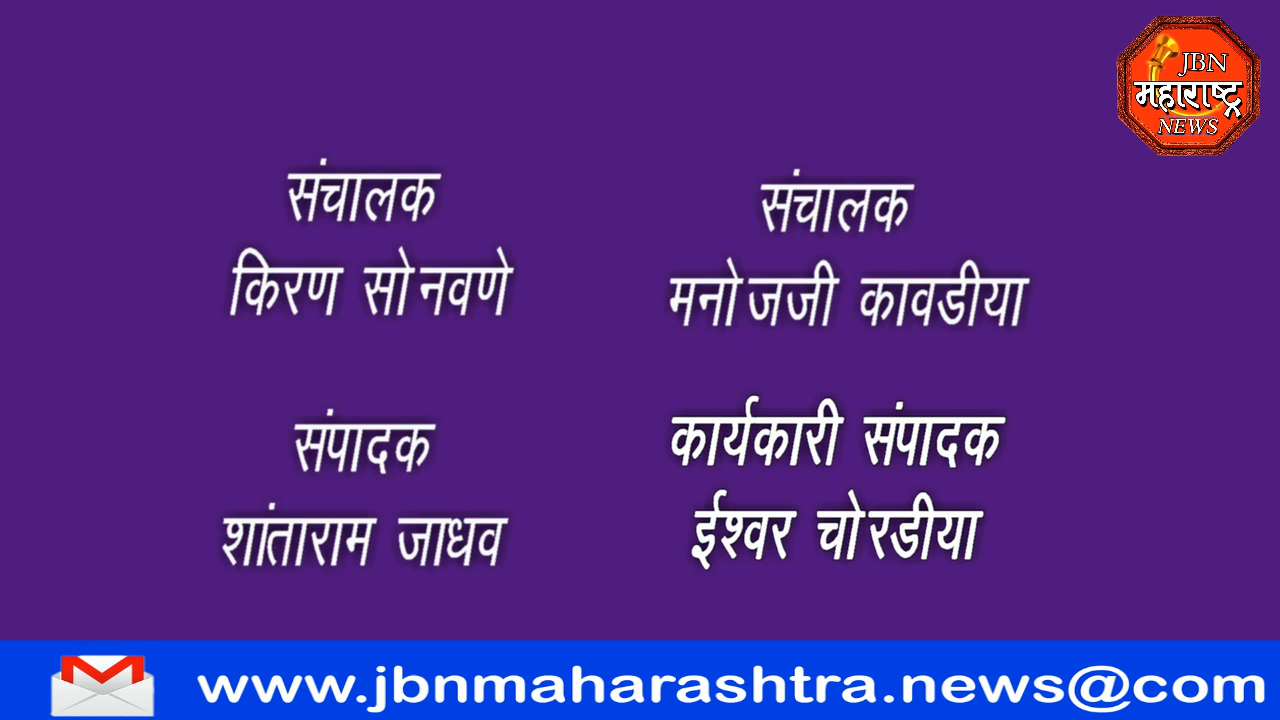 JBN
महाराष्ट्र
NEWS
संचालक
किरण सोनवणे
संचालक
मनोजजी कावडीया
संपादक
शांताराम जाधव
कार्यकारी संपादक
ईश्वर चोरडीया
www.jbnmaharashtra.news@com